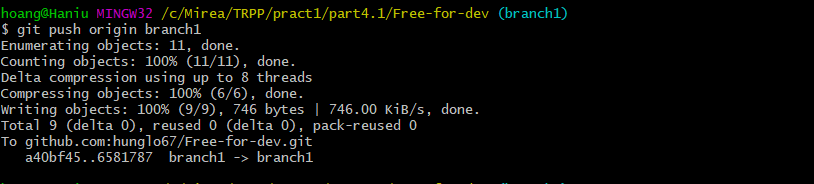 hoang@Haniu MINGW32 /c/Mirea/TRPP/pract1/part4.1/Free-for-dev (branch1)
$ git push origin branch1
Enumerating objects: 11, done.
Counting objects: 100% (11/11), done.
Delta compression using up to 8 threads
Compressing objects: 100% (6/6), done.
Writing objects: 100% (9/9), 746 bytes | 746.00 KiB/s, done.
Total 9 (delta 0), reused 0 (delta 0), pack-reused 0
To github.com:hunglo67/Free-for-dev.git
   a40bf45..6581787  branch1 -> branch1